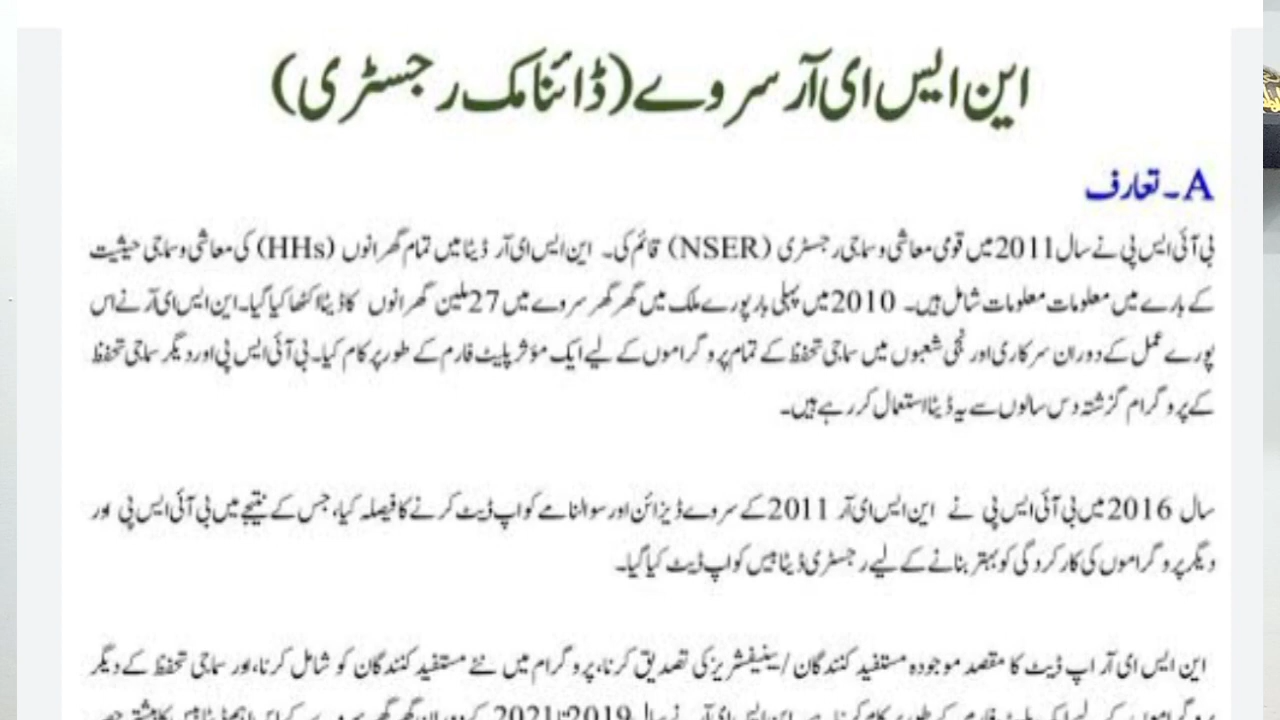 این ایس ای آر سروے (ڈائنامک رجسٹری)
A۔ تعارف
بی آئی ایس پی نے سال 2011 میں قومی معاشی و سماجی رجسٹری (NSER) قائم کی۔ این ایس ای آر ڈیٹا میں تمام گھرانوں (HHs) کی معاشی و سماجی حیثیت
کے بارے میں معلومات معلومات شامل ہیں۔ 2010 میں پہلی بار پورے ملک میں گھر گھر سروے میں 27 ملین گھرانوں کا ڈیٹا اکٹھا کیا گیا۔ این ایس ای آر نے اس
پورے عمل کے دوران سرکاری اور نجی شعبوں میں سماجی تحفظ کے تمام پروگراموں کے لیے ایک مؤثر پلیٹ فارم کے طور پر کام کیا۔ بی آئی ایس پی اور دیگر سماجی تحفظ
کے پروگرام گزشتہ دس سالوں سے یہ ڈیٹا استعمال کر رہے ہیں۔
سال 2016 میں بی آئی ایس پی نے این ایس ای آر 2011 کے سروے ڈیزائن اور سوالنامے کو اپ ڈیٹ کرنے کا فیصلہ کیا، جس کے نتیجے میں بی آئی ایس پی اور
دیگر پروگراموں کی کارکردگی کو بہتر بنانے کے لیے رجسٹری ڈیٹا بیس کو اپ ڈیٹ کیا گیا۔
این ایس ای آر اپ ڈیٹ کا مقصد موجودہ مستفید کنندگان / بینیفشریز کی تصدیق کرنا، پروگرام میں نئے مستفید کنندگان کو شامل کرنا، اور سماجی تحفظ کے دیگر